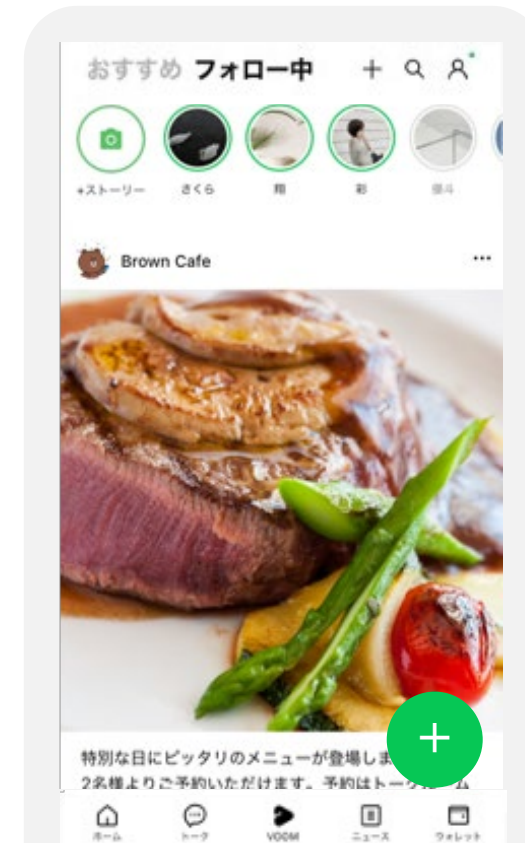 おすすめ フォロー中
+ストーリー さくら 翔 彩 優斗
Brown Cafe
特別な日にピッタリのメニューが登場しま
2名様よりご予約いただけます。予約はトーク
ホーム トーク VOOM ニュース ウォレット